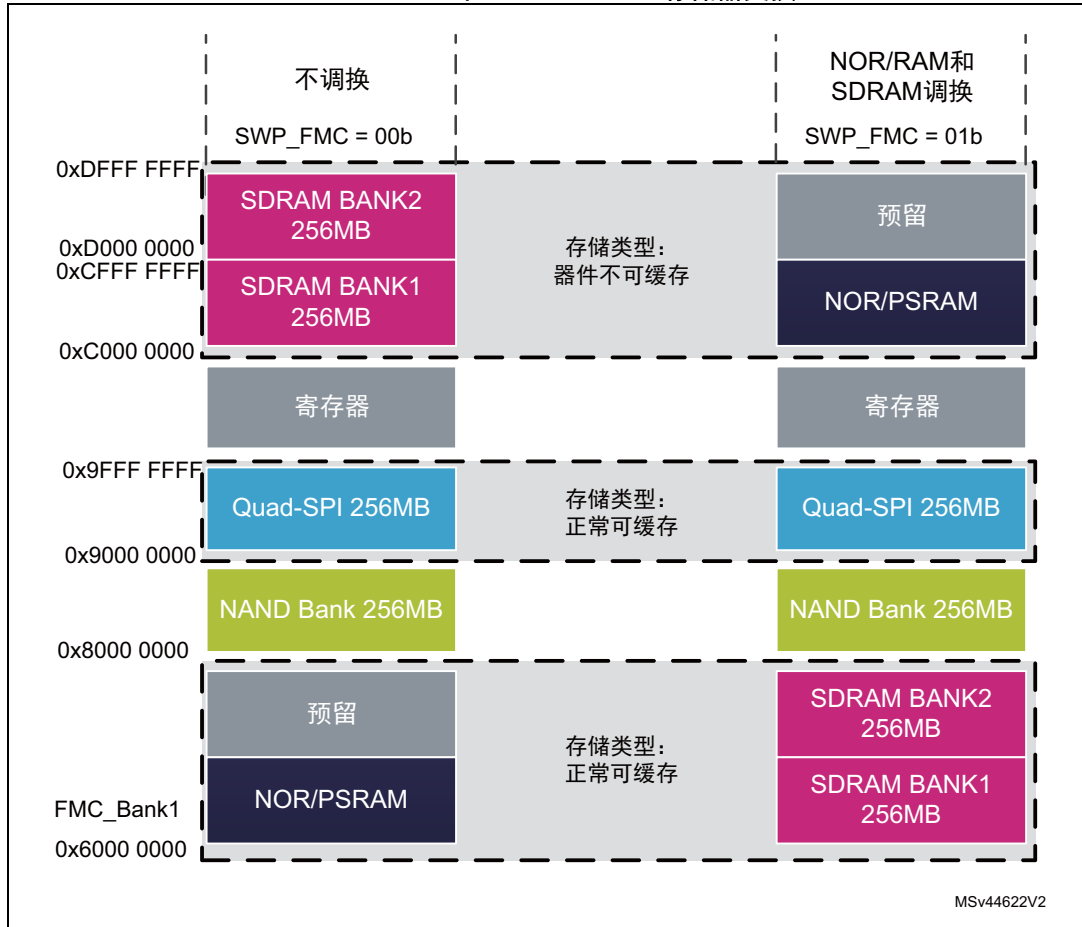 不调换
SWP_FMC = 00b
NOR/RAM和
SDRAM调换
SWP_FMC = 01b
0xDFFF FFFF
SDRAM BANK2
256MB
预留
0xD000 0000
0xCFFF FFFF
存储类型：
器件不可缓存
SDRAM BANK1
256MB
NOR/PSRAM
0xC000 0000
寄存器
寄存器
0x9FFF FFFF
Quad-SPI 256MB
存储类型：
正常可缓存
Quad-SPI 256MB
0x9000 0000
NAND Bank 256MB
NAND Bank 256MB
0x8000 0000
预留
SDRAM BANK2
256MB
存储类型：
正常可缓存
FMC_Bank1
NOR/PSRAM
SDRAM BANK1
256MB
0x6000 0000
MSv44622V2